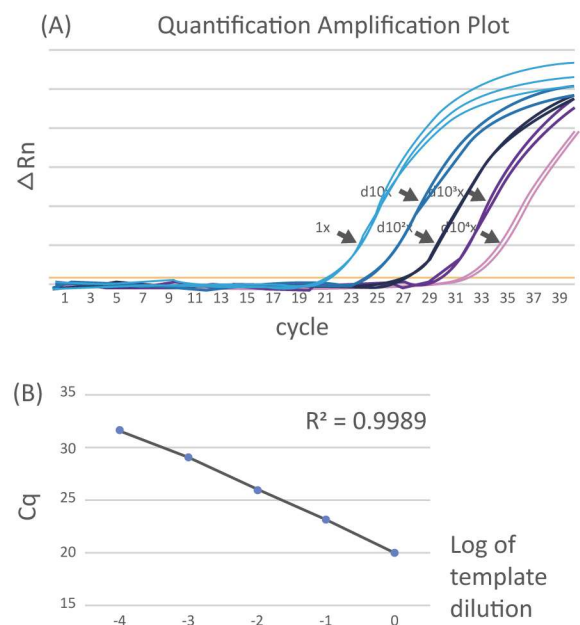 (A) Quantification Amplification Plot
Δ Rn
d10x
d10³x
1x
d10²x
d10⁴x
1 3 5 7 9 11 13 15 17 19 21 23 25 27 29 31 33 35 37 39
cycle
(B)
35
R² = 0.9989
30
Cq
25
20
Log of
template
dilution
15
-4 -3 -2 -1 0